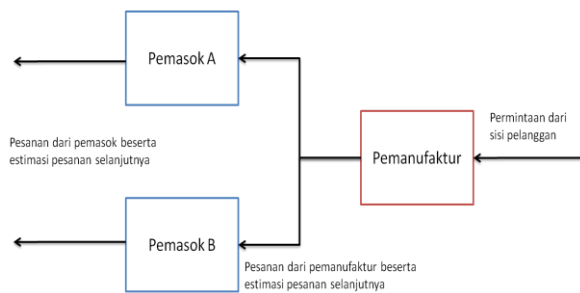 Pemasok A
Permintaan dari
sisi pelanggan
Pesanan dari pemasok beserta
estimasi pesanan selanjutnya
Pemanufaktur
Pemasok B
Pesanan dari pemanufaktur beserta
estimasi pesanan selanjutnya